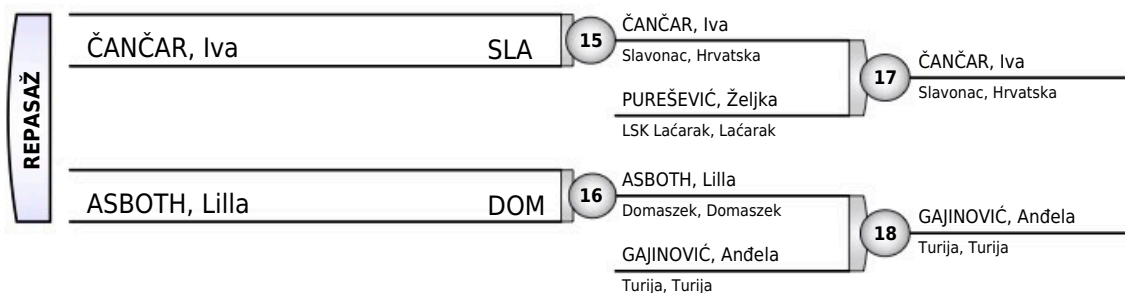 REPASAŽ
ČANČAR, Iva SLA
15
ČANČAR, Iva
Slavonac, Hrvatska
PUREŠEVIĆ, Željka
LSK Laćarak, Laćarak
17
ČANČAR, Iva
Slavonac, Hrvatska
ASBOTH, Lilla DOM
16
ASBOTH, Lilla
Domaszek, Domaszek
GAJINOVIĆ, Anđela
Turija, Turija
18
GAJINOVIĆ, Anđela
Turija, Turija